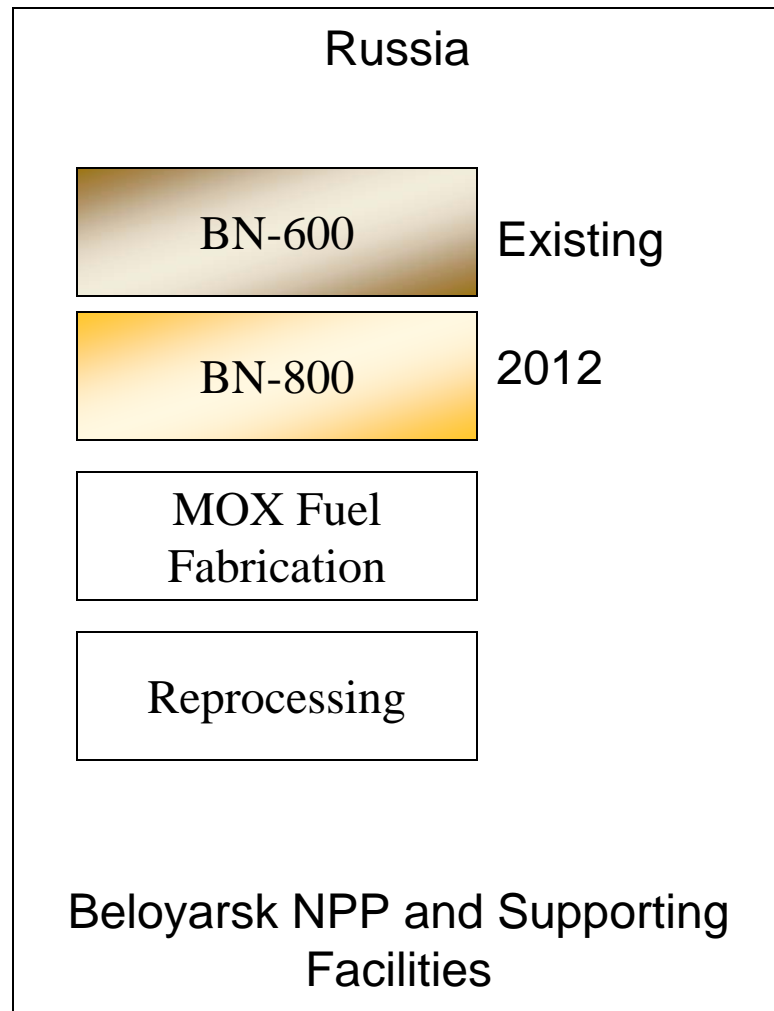 Russia
BN-600
Existing
BN-800
2012
MOX Fuel
Fabrication
Reprocessing
Beloyarsk NPP and Supporting
Facilities